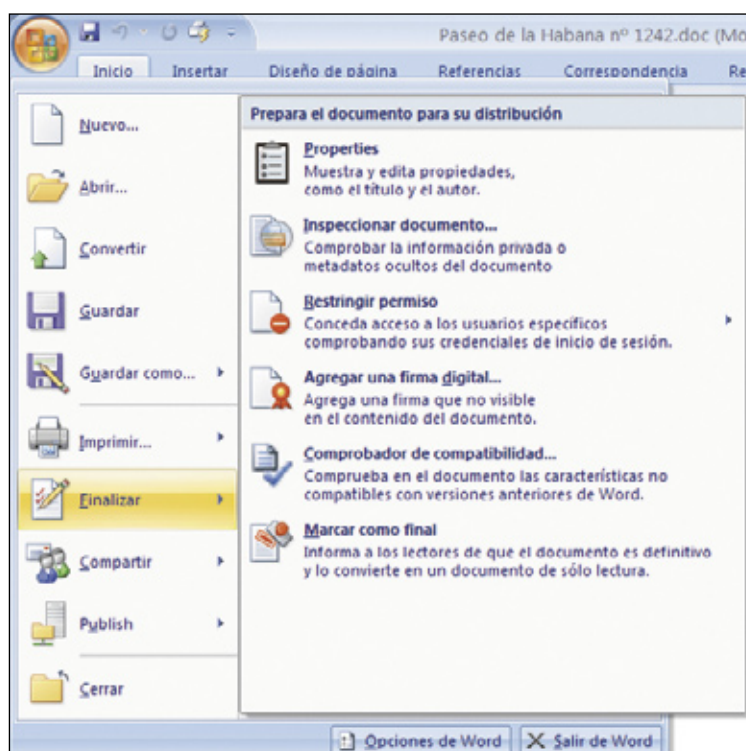 Paseo de la Habana nº 1242.doc (Mo
Inicio Insertar Diseño de página Referencias Correspondencia Re
Nuevo...
Abrir...
Convertir
Guardar
Guardar como...
Imprimir...
Finalizar
Compartir
Publish
Cerrar
Prepara el documento para su distribución
Properties
Muestra y edita propiedades,
como el título y el autor.
Inspeccionar documento...
Comprobar la información privada o
metadatos ocultos del documento
Restringir permiso
Conceda acceso a los usuarios específicos
comprobando sus credenciales de inicio de sesión.
Agregar una firma digital...
Agrega una firma que no visible
en el contenido del documento.
Comprobador de compatibilidad...
Comprueba en el documento las características no
compatibles con versiones anteriores de Word.
Marcar como final
Informa a los lectores de que el documento es definitivo
y lo convierte en un documento de sólo lectura.
Opciones de Word Salir de Word